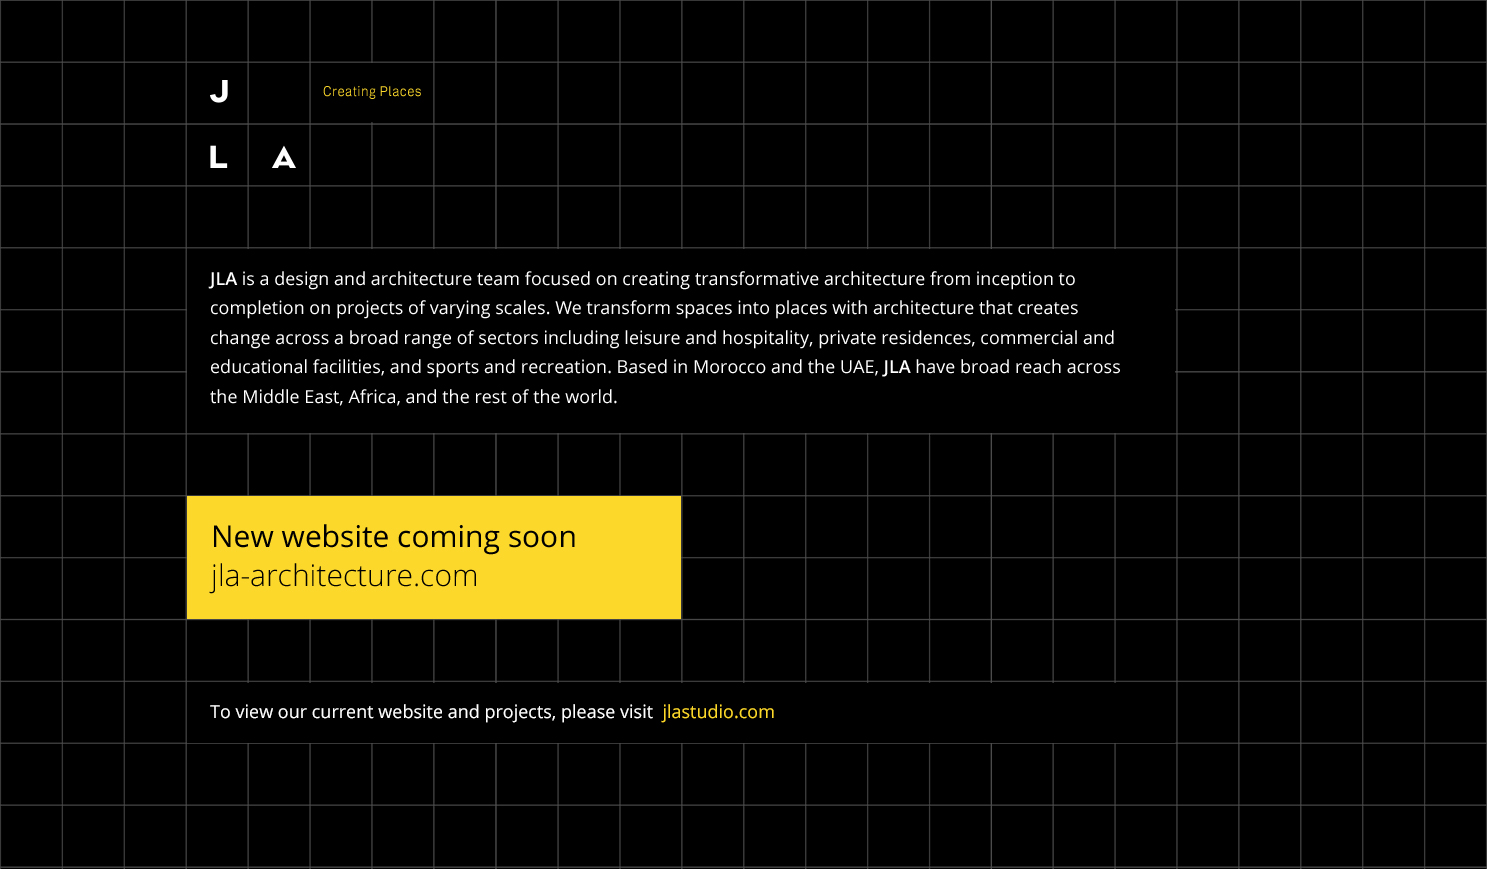 J
Creating Places
L A
JLA is a design and architecture team focused on creating transformative architecture from inception to
completion on projects of varying scales. We transform spaces into places with architecture that creates
change across a broad range of sectors including leisure and hospitality, private residences, commercial and
educational facilities, and sports and recreation. Based in Morocco and the UAE, JLA have broad reach across
the Middle East, Africa, and the rest of the world.
New website coming soon
jla-architecture.com
To view our current website and projects, please visit jlastudio.com